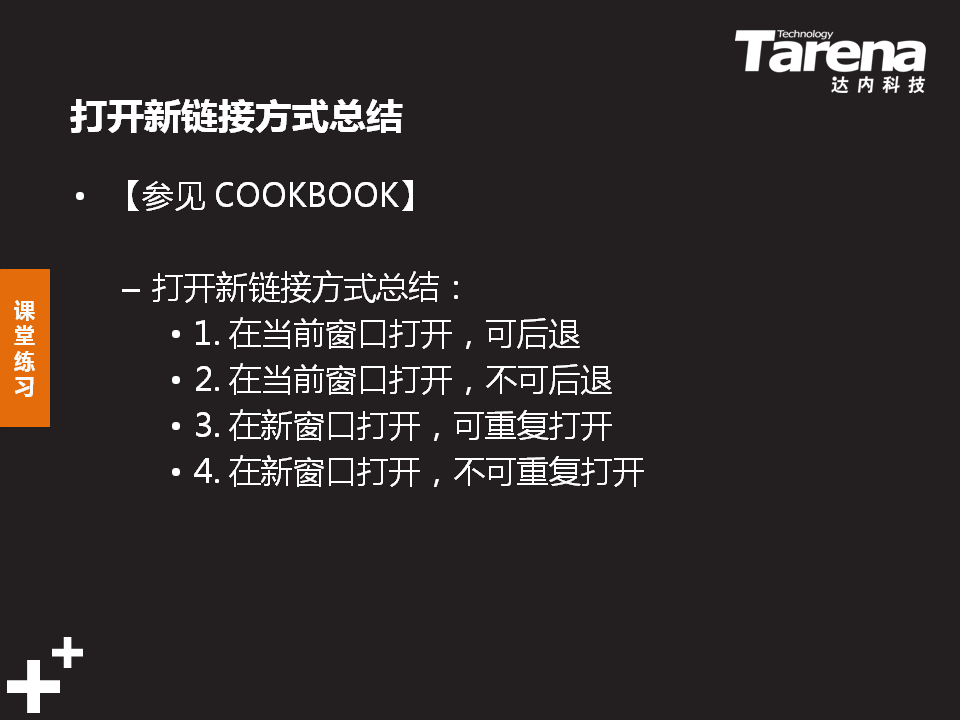 Technology
Tarena
达内科技
打开新链接方式总结
• 【参见 COOKBOOK】
– 打开新链接方式总结：
• 1. 在当前窗口打开，可后退
• 2. 在当前窗口打开，不可后退
• 3. 在新窗口打开，可重复打开
• 4. 在新窗口打开，不可重复打开
课堂练习